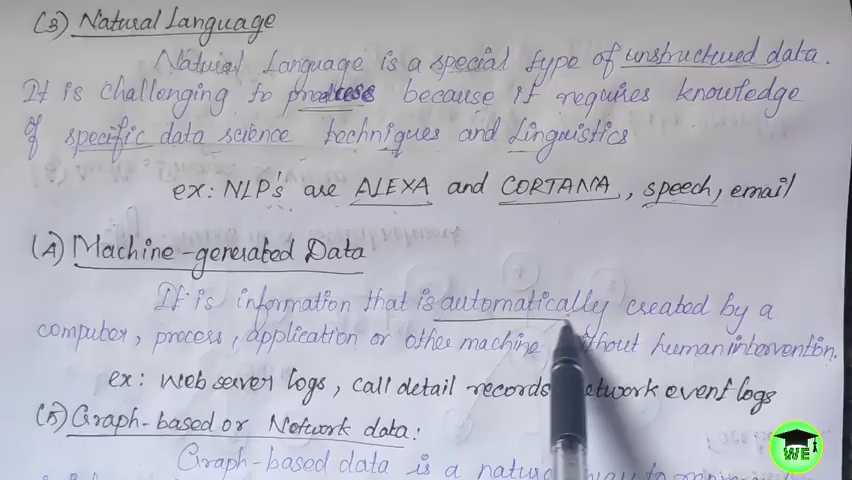 (3) Natural Language
Natural Language is a special type of unstructured data.
It is challenging to process because it requires knowledge
of specific data science techniques and Linguistics
ex: NLP's are ALEXA and CORTANA, speech, email
(4) Machine-generated Data
It is information that is automatically created by a
computer, process, application or other machine without human intervention.
ex: web server logs, call detail records network event logs
(5) Graph-based or Network data:
Graph-based data is a natural way to
WE